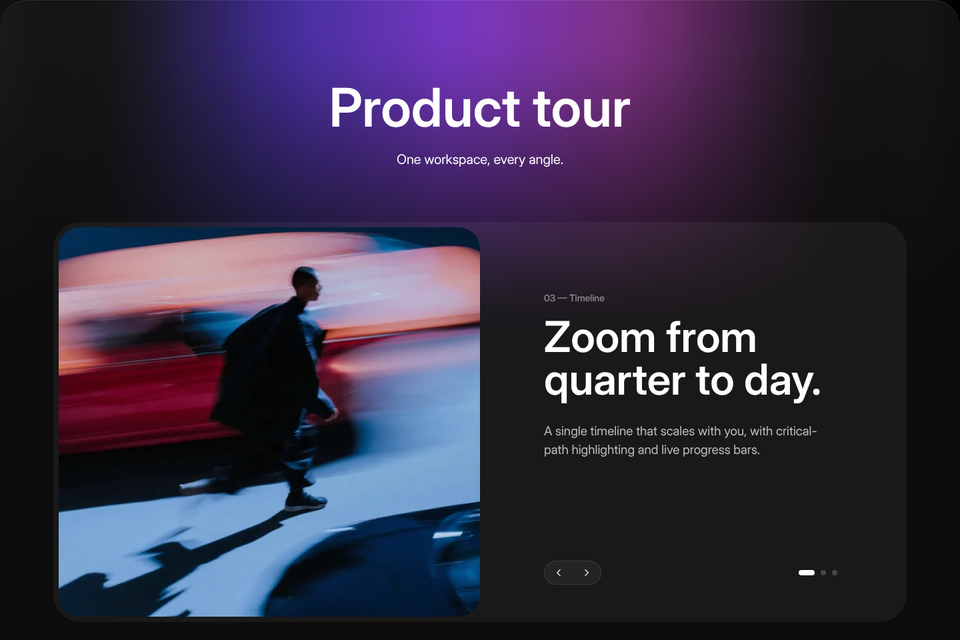 Product tour
One workspace, every angle.
03 — Timeline
Zoom from
quarter to day.
A single timeline that scales with you, with critical-
path highlighting and live progress bars.